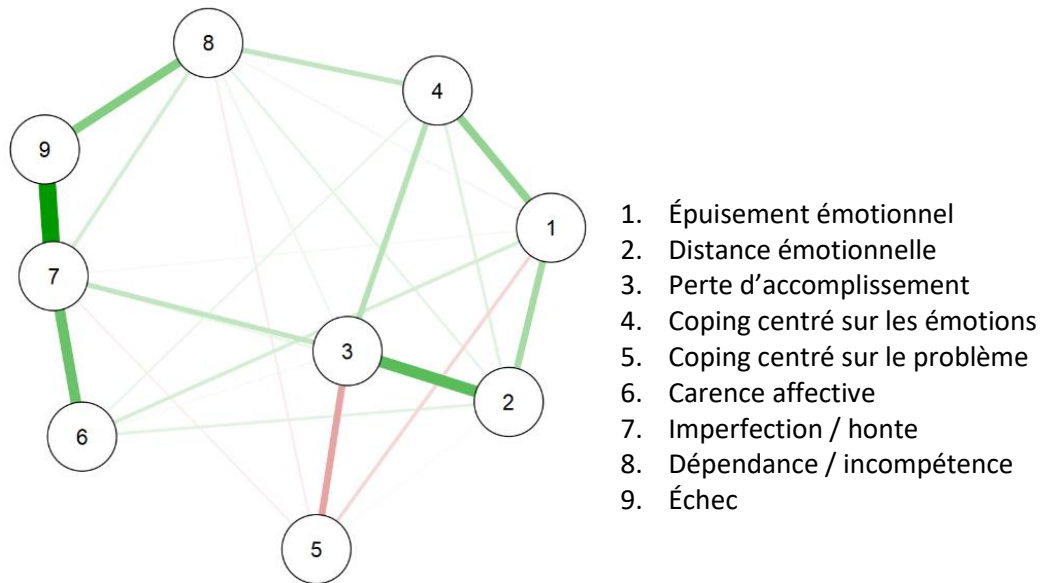 8
4
9
1
7
3
2
6
5
1. Épuisement émotionnel
2. Distance émotionnelle
3. Perte d’accomplissement
4. Coping centré sur les émotions
5. Coping centré sur le problème
6. Carence affective
7. Imperfection / honte
8. Dépendance / incompétence
9. Échec